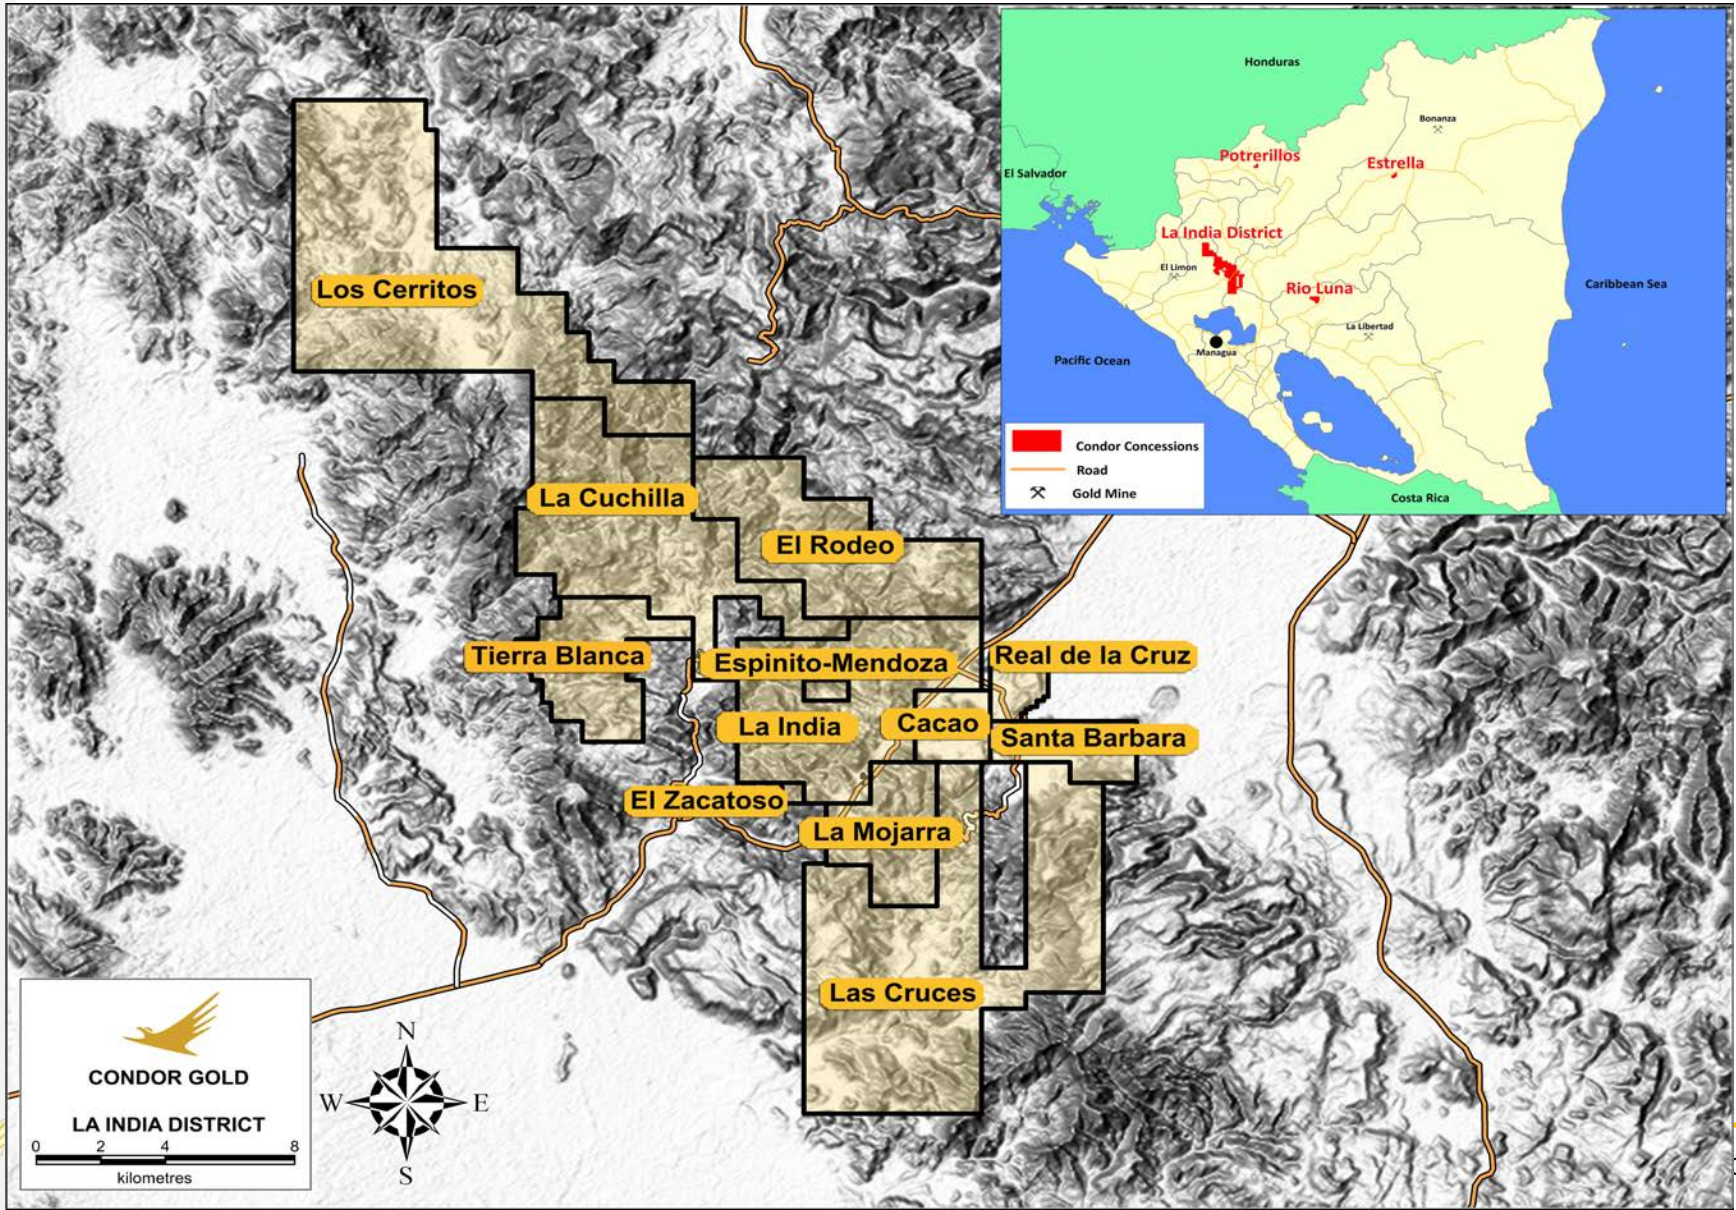 Honduras
Bonanza
Potrerillos
Estrella
El Salvador
La India District
El Limon
Rio Luna
Caribbean Sea
La Libertad
Managua
Pacific Ocean
Condor Concessions
Road
Gold Mine
Costa Rica
Los Cerritos
La Cuchilla
El Rodeo
Tierra Blanca
Espinito-Mendoza
Real de la Cruz
La India
Cacao
Santa Barbara
El Zacatoso
La Mojarra
Las Cruces
CONDOR GOLD
LA INDIA DISTRICT
0 2 4 8
kilometres
N
W E
S